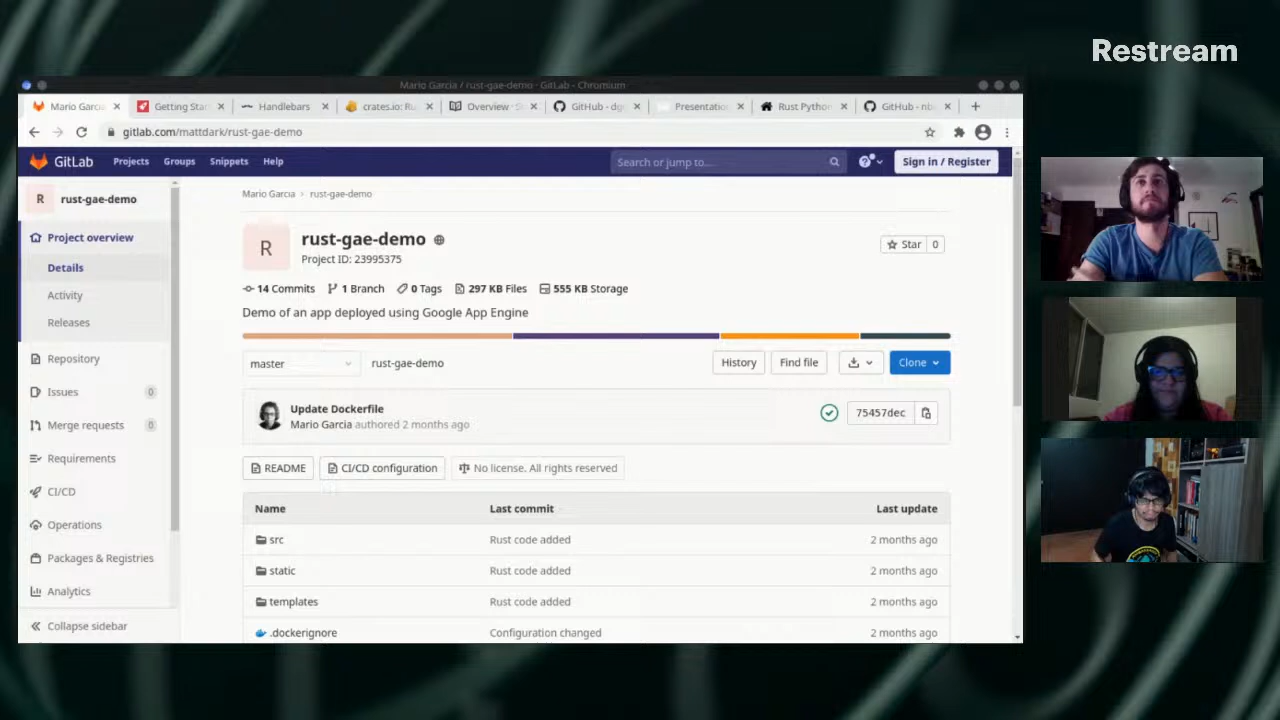 Restream
Mario Garcia / rust-gae-demo · GitLab - Chromium
Mario Garcia
Getting Star
Handlebars
crates.io: Ru
Overview · S
GitHub - dg
Presentation
Rust Python
GitHub - nb
gitlab.com/mattdark/rust-gae-demo
GitLab
Projects
Groups
Snippets
Help
Search or jump to...
Sign in / Register
R
rust-gae-demo
Project overview
Details
Activity
Releases
Repository
Issues
0
Merge requests
0
Requirements
CI/CD
Operations
Packages & Registries
Analytics
Collapse sidebar
Mario Garcia › rust-gae-demo
R
rust-gae-demo
Project ID: 23995375
Star
0
14 Commits
1 Branch
0 Tags
297 KB Files
555 KB Storage
Demo of an app deployed using Google App Engine
master
rust-gae-demo
History
Find file
Clone
Update Dockerfile
Mario Garcia authored 2 months ago
75457dec
README
CI/CD configuration
No license. All rights reserved
Name
Last commit
Last update
src
Rust code added
2 months ago
static
Rust code added
2 months ago
templates
Rust code added
2 months ago
.dockerignore
Configuration changed
2 months ago